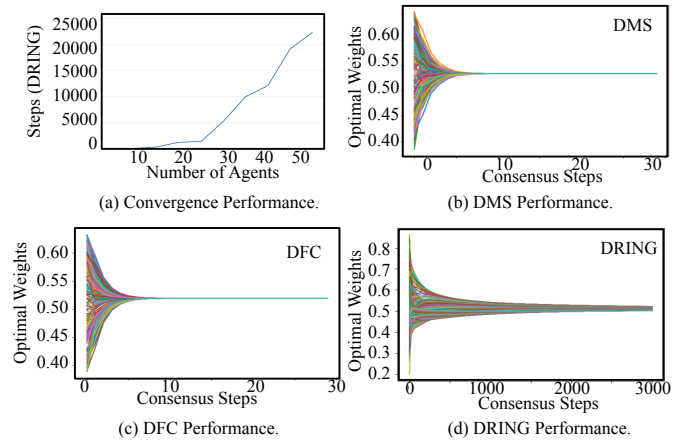 25000
20000
15000
10000
5000
0
Steps (DRING)
10 20 30 40 50
Number of Agents
(a) Convergence Performance.
DMS
0.60
0.55
0.50
0.45
0.40
Optimal Weights
0 10 20 30
Consensus Steps
(b) DMS Performance.
DFC
0.60
0.55
0.50
0.45
0.40
Optimal Weights
0 10 20 30
Consensus Steps
(c) DFC Performance.
DRING
0.8
0.7
0.6
0.5
0.4
0.3
0.2
Optimal Weights
0 1000 2000 3000
Consensus Steps
(d) DRING Performance.